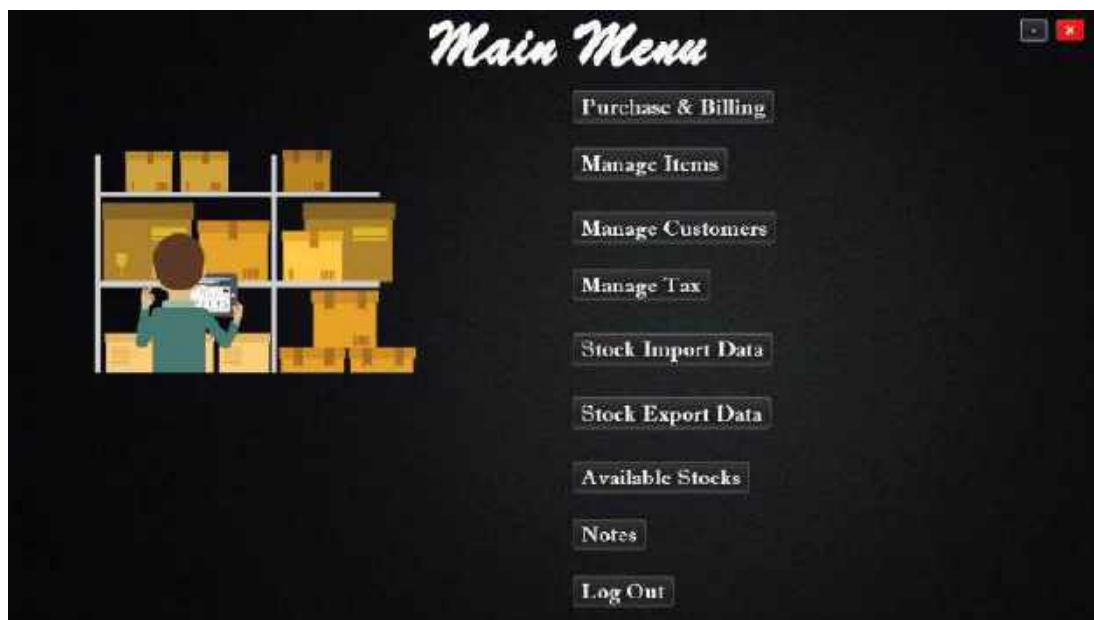 Main Menu
Purchase & Billing
Manage Items
Manage Customers
Manage Tax
Stock Import Data
Stock Export Data
Available Stocks
Notes
Log Out